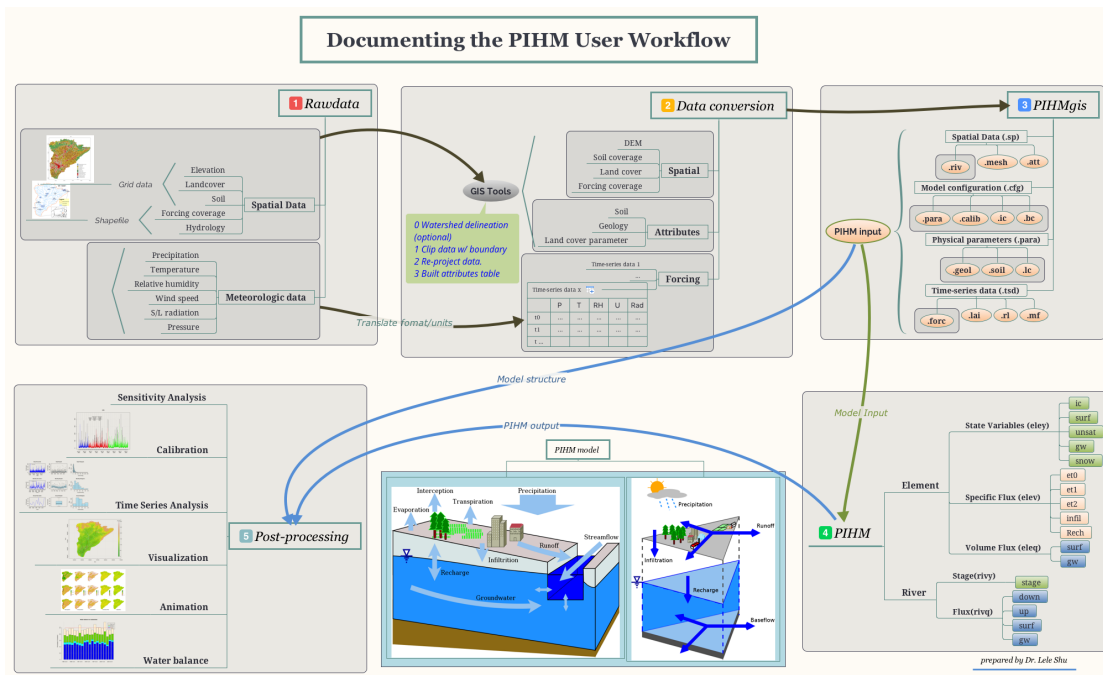 Documenting the PIHM User Workflow
1 Rawdata
Grid data
Shapefile
Elevation
Landcover
Soil
Forcing coverage
Hydrology
Spatial Data
Precipitation
Temperature
Relative humidity
Wind speed
S/L radiation
Pressure
Meteorologic data
Translate fomat/units
2 Data conversion
GIS Tools
0 Watershed delineation
(optional)
1 Clip data w/ boundary
2 Re-project data.
3 Built attributes table
DEM
Soil coverage
Land cover
Forcing coverage
Spatial
Soil
Geology
Land cover parameter
Attributes
Time-series data 1
...
Forcing
Time-series data x
P T RH U Rad
t0 ... ... ... ... ...
t1 ... ... ... ... ...
t ... ... ... ... ... ...
3 PIHMgis
PIHM input
Spatial Data (.sp)
.riv .mesh .att
Model configuration (.cfg)
.para .calib .ic .bc
Physical parameters (.para)
.geol .soil .lc
Time-series data (.tsd)
.forc .lai .rl .mf
Model structure
PIHM output
Model Input
Sensitivity Analysis
Calibration
Time Series Analysis
Visualization
Animation
Water balance
5 Post-processing
PIHM model
Interception
Precipitation
Transpiration
Evaporation
Runoff
Streamflow
Infiltrition
Recharge
Groundwater
Precipitation
Runoff
Infiltration
Recharge
Baseflow
4 PIHM
Element
State Variables (eley)
ic
surf
unsat
gw
snow
Specific Flux (elev)
et0
et1
et2
infil
Rech
Volume Flux (eleq)
surf
gw
River
Stage(rivy)
stage
Flux(rivq)
down
up
surf
gw
prepared by Dr. Lele Shu